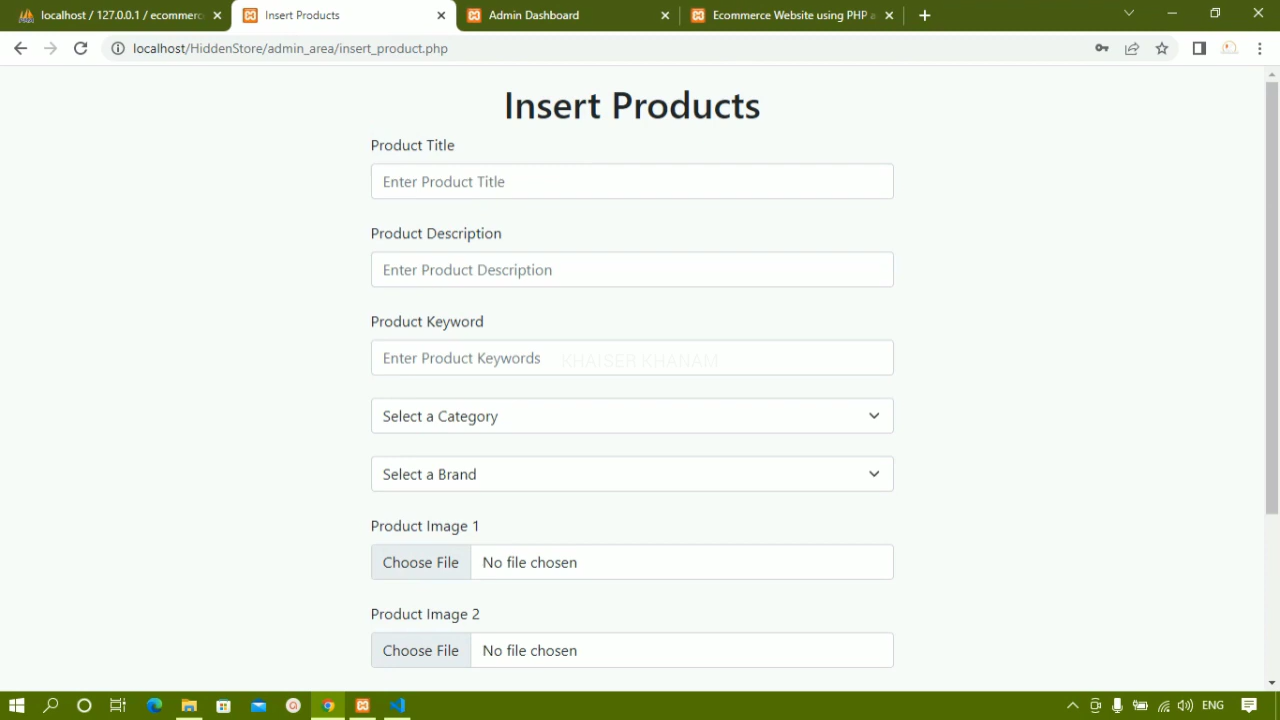 localhost / 127.0.0.1 / ecommerc
Insert Products
Admin Dashboard
Ecommerce Website using PHP a
localhost/HiddenStore/admin_area/insert_product.php
Insert Products
Product Title
Enter Product Title
Product Description
Enter Product Description
Product Keyword
Enter Product Keywords
KHAISER KHANAM
Select a Category
Select a Brand
Product Image 1
Choose File No file chosen
Product Image 2
Choose File No file chosen
ENG